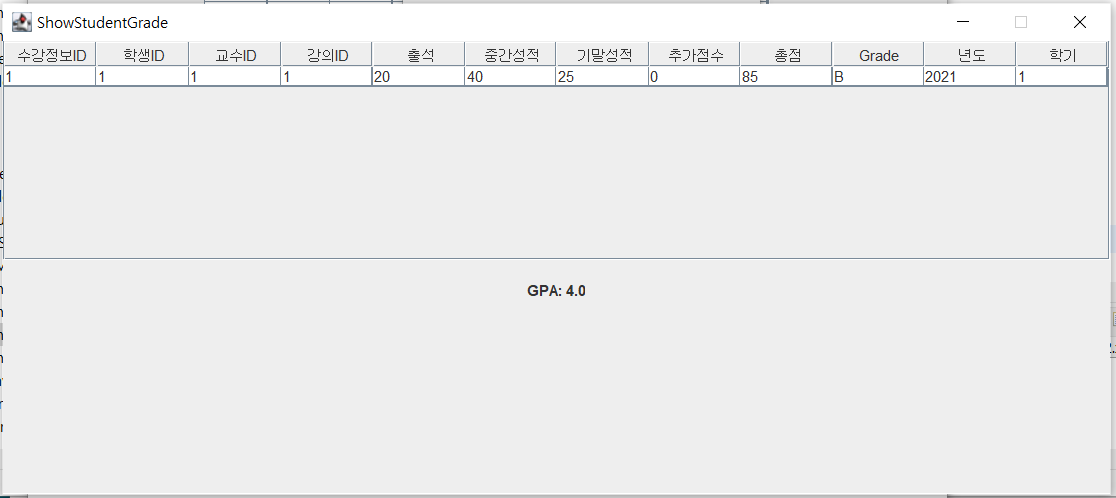 ShowStudentGrade
수강정보ID 학생ID 교수ID 강의ID 출석 중간성적 기말성적 추가점수 총점 Grade 년도 학기
1 1 1 1 20 40 25 0 85 B 2021 1
GPA: 4.0